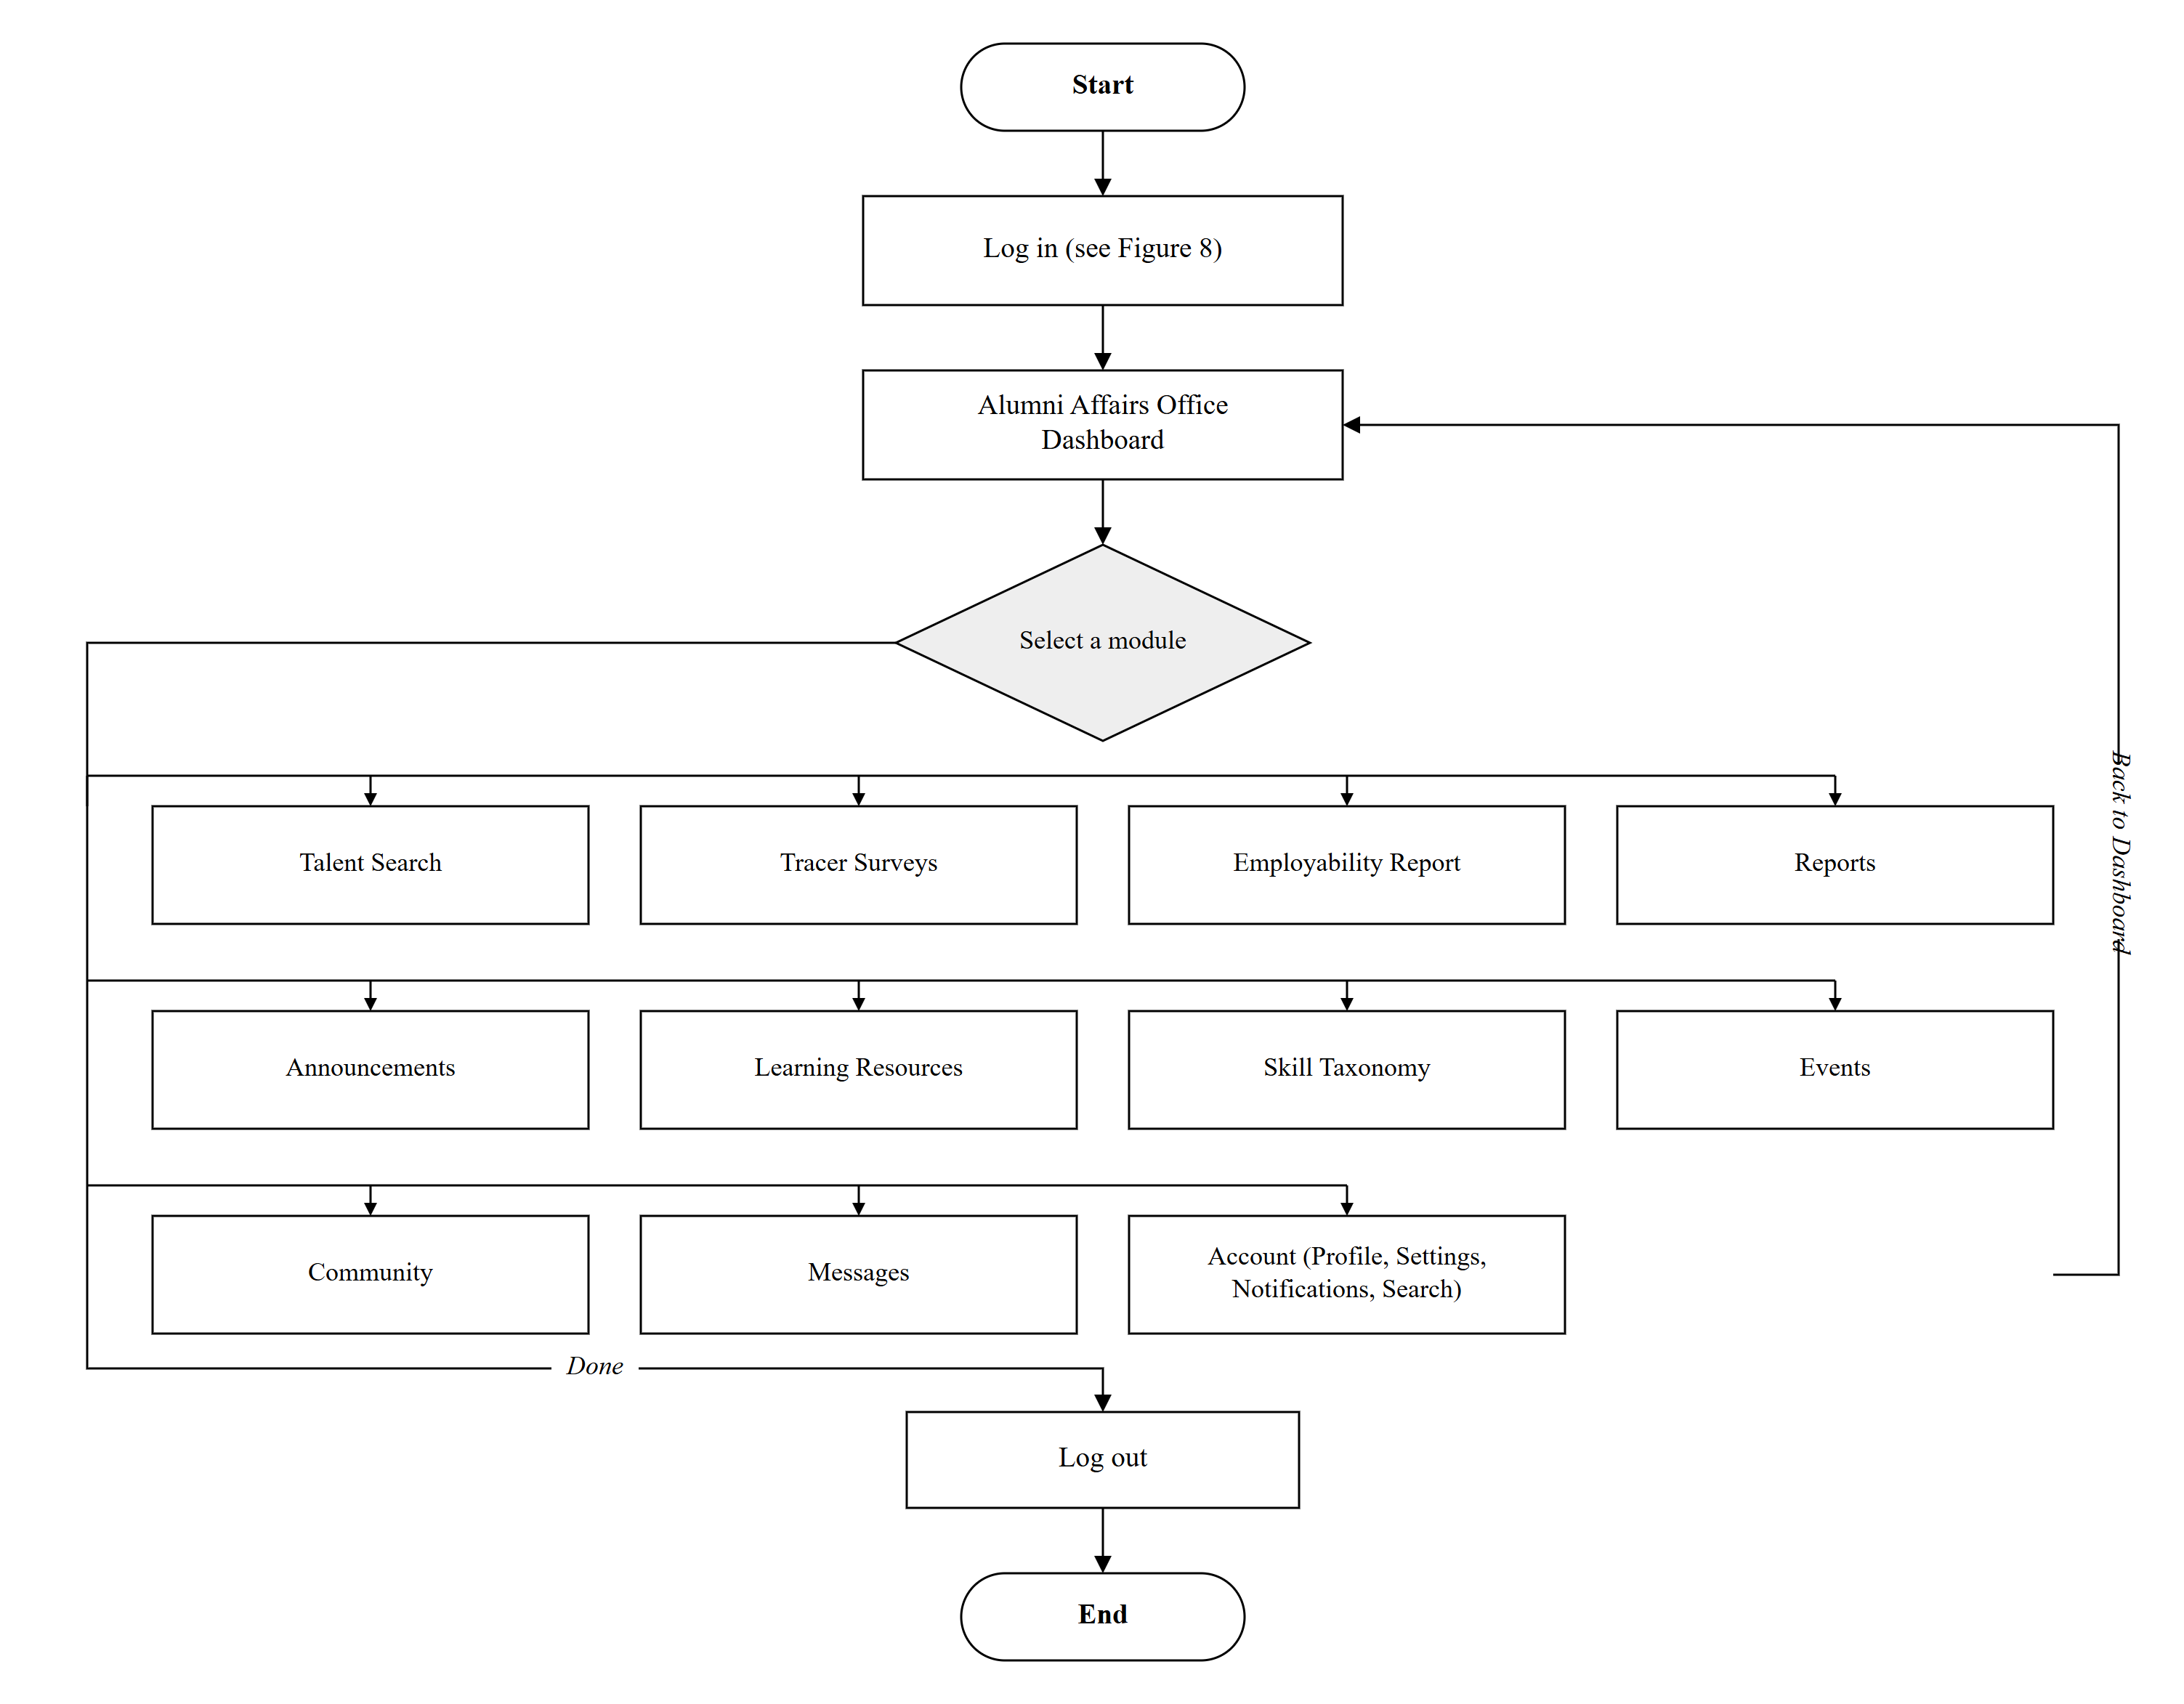 Start
Log in (see Figure 8)
Alumni Affairs Office
Dashboard
Select a module
Talent Search
Tracer Surveys
Employability Report
Reports
Back to Dashboard
Announcements
Learning Resources
Skill Taxonomy
Events
Community
Messages
Account (Profile, Settings,
Notifications, Search)
Done
Log out
End